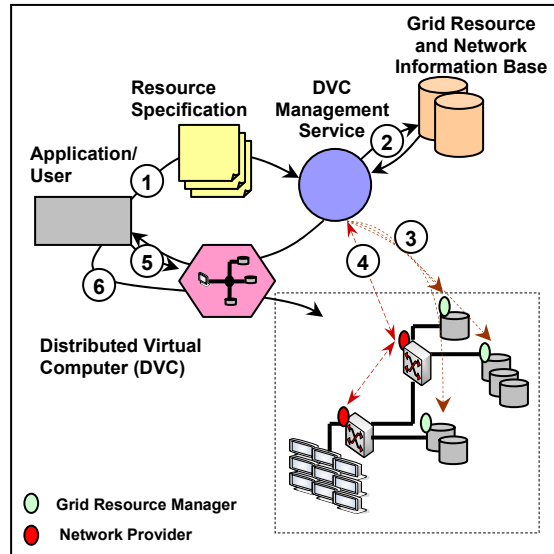 Grid Resource
and Network
Information Base
Resource
Specification
DVC
Management
Service
2
Application/
User
1
3
4
5
6
Distributed Virtual
Computer (DVC)
Grid Resource Manager
Network Provider